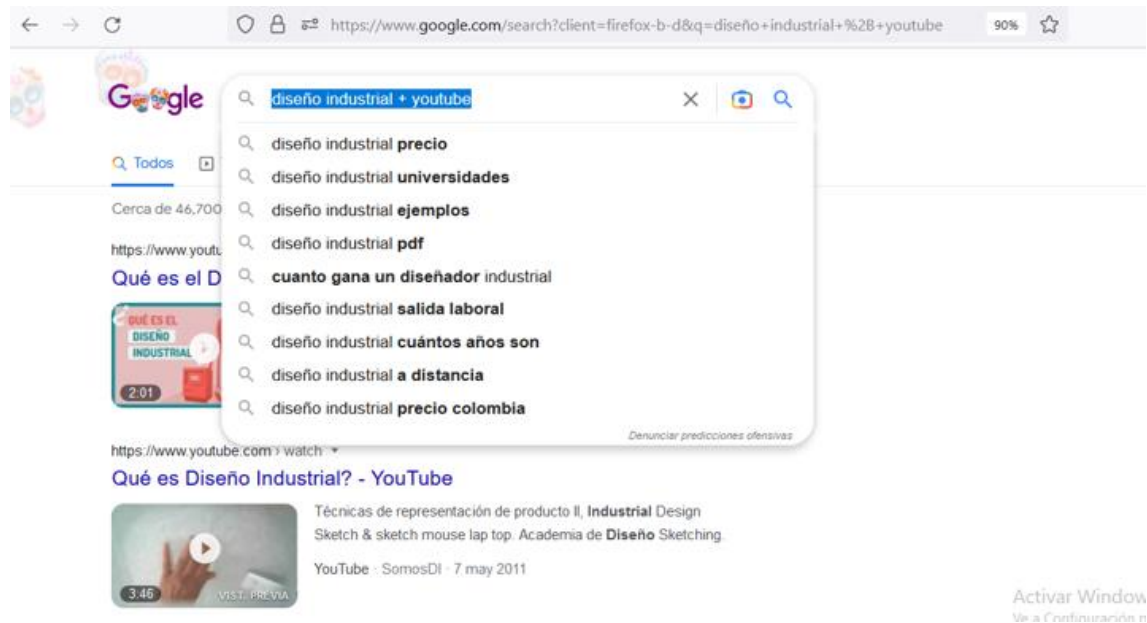 https://www.google.com/search?client=firefox-b-d&q=diseño+industrial+%2B+youtube
90%
Google
diseño industrial + youtube
diseño industrial precio
diseño industrial universidades
diseño industrial ejemplos
diseño industrial pdf
cuanto gana un diseñador industrial
diseño industrial salida laboral
diseño industrial cuántos años son
diseño industrial a distancia
diseño industrial precio colombia
Denunciar predicciones ofensivas
Todos
Cerca de 46,700
https://www.youtu
Qué es el D
QUÉ ES EL
DISEÑO
INDUSTRIAL
2:01
https://www.youtube.com › watch
Qué es Diseño Industrial? - YouTube
Técnicas de representación de producto II, Industrial Design
Sketch & sketch mouse lap top. Academia de Diseño Sketching.
YouTube · SomosDI · 7 may 2011
3:46
VIST. PREVIA
Activar Window
Ve a Configuración